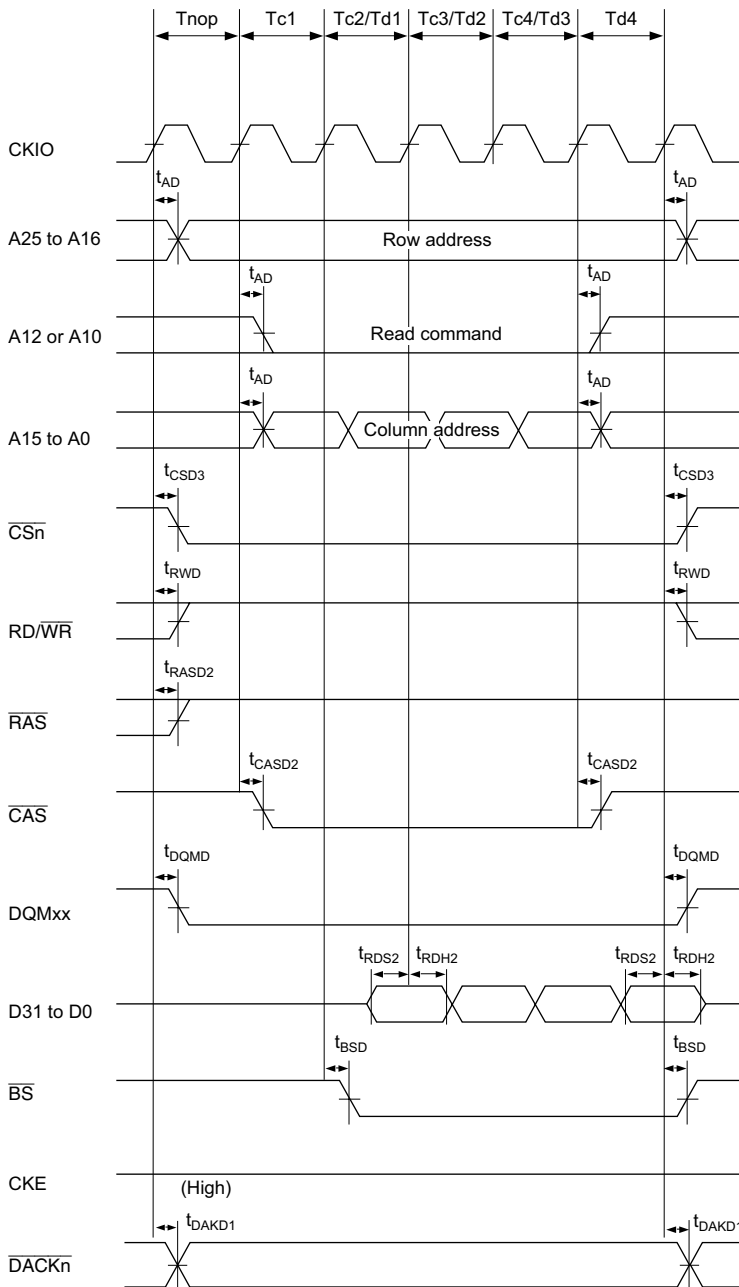 Tnop Tc1 Tc2/Td1 Tc3/Td2 Tc4/Td3 Td4
CKIO
tAD tAD
A25 to A16 Row address
tAD tAD
A12 or A10 Read command
tAD tAD
A15 to A0 Column address
tCSD3 tCSD3
CSn
tRWD tRWD
RD/WR
tRASD2
RAS
tCASD2 tCASD2
CAS
tDQMD tDQMD
DQMxx
tRDS2 tRDH2 tRDS2 tRDH2
D31 to D0
tBSD tBSD
BS
CKE (High)
tDAKD1 tDAKD1
DACKn